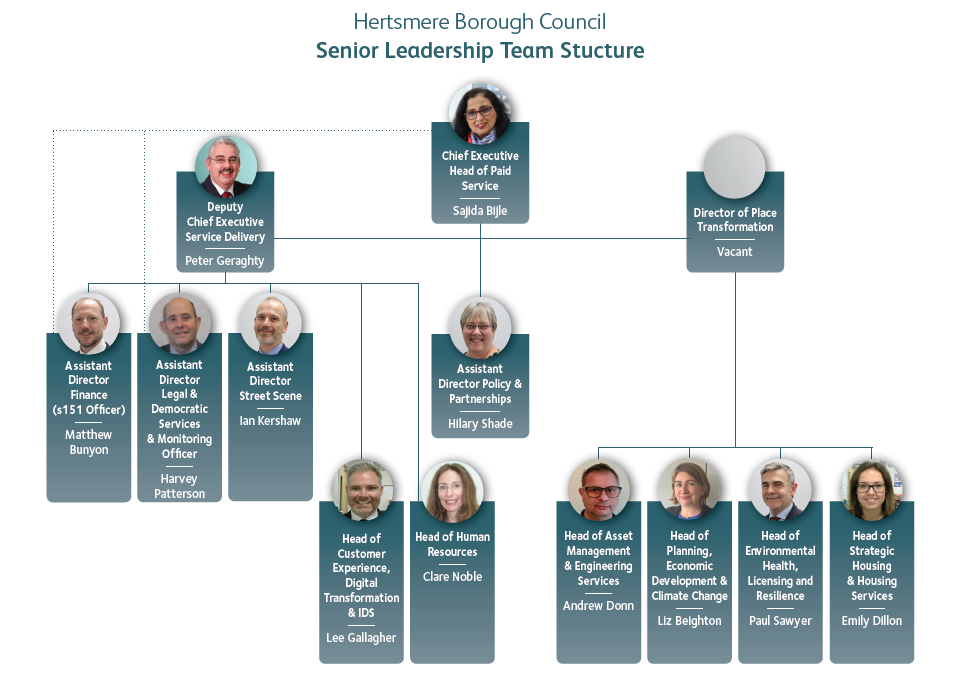 Hertsmere Borough Council
Senior Leadership Team Stucture
Chief Executive
Head of Paid
Service
Sajida Bijle
Deputy
Chief Executive
Service Delivery
Peter Geraghty
Director of Place
Transformation
Vacant
Assistant
Director
Finance
(s151 Officer)
Matthew
Bunyon
Assistant
Director
Legal &
Democratic
Services
& Monitoring
Officer
Harvey
Patterson
Assistant
Director
Street Scene
Ian Kershaw
Assistant
Director Policy &
Partnerships
Hilary Shade
Head of
Customer
Experience,
Digital
Transformation
& IDS
Lee Gallagher
Head of Human
Resources
Clare Noble
Head of Asset
Management
& Engineering
Services
Andrew Donn
Head of
Planning,
Economic
Development &
Climate Change
Liz Beighton
Head of
Environmental
Health,
Licensing and
Resilience
Paul Sawyer
Head of
Strategic
Housing
& Housing
Services
Emily Dillon